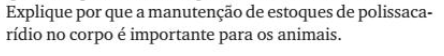 Explique por que a manutenção de estoques de polissaca-
rídio no corpo é importante para os animais.